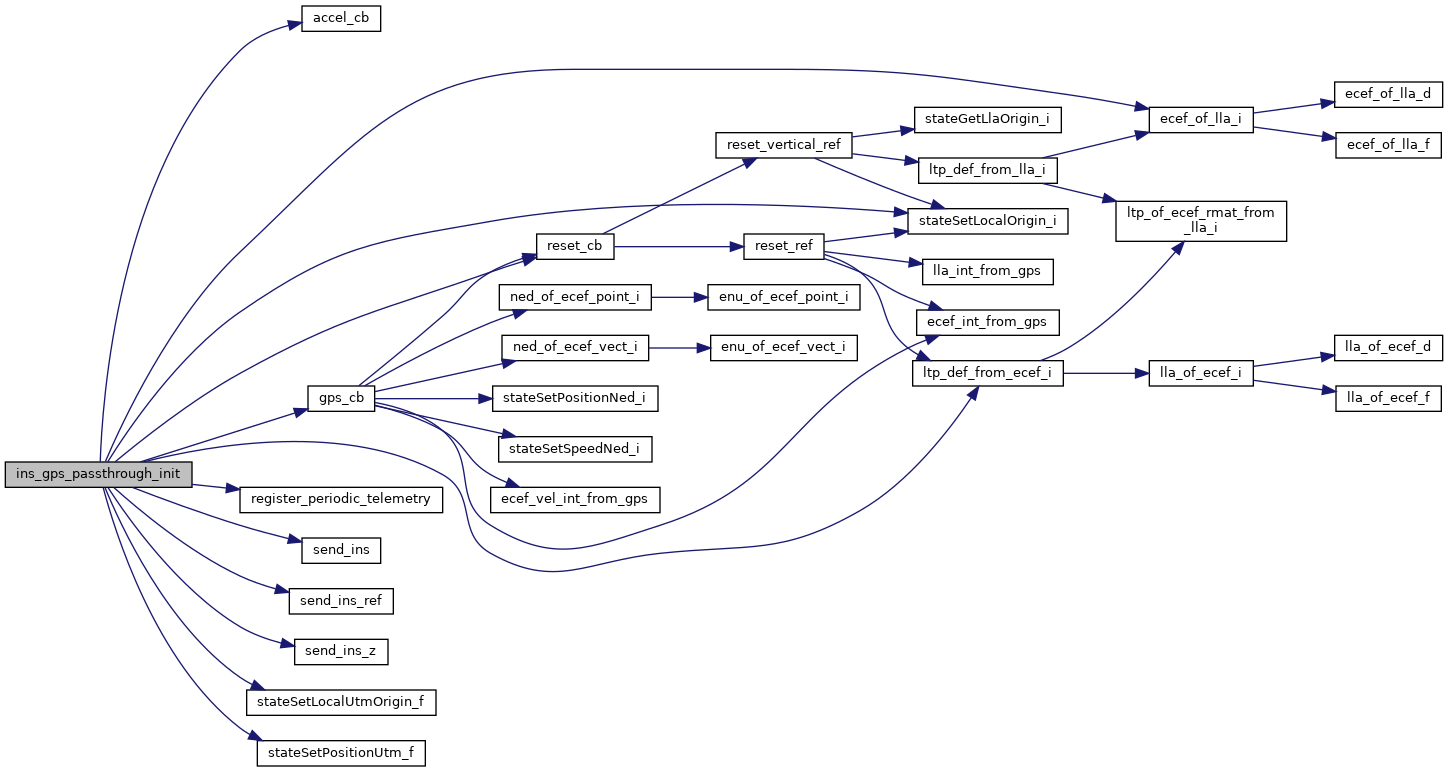 accel_cb
ecef_of_lla_d
stateGetLlaOrigin_i
ecef_of_lla_i
reset_vertical_ref
ecef_of_lla_f
ltp_def_from_lla_i
ltp_of_ecef_rmat_from
_lla_i
stateSetLocalOrigin_i
reset_cb
reset_ref
lla_int_from_gps
ned_of_ecef_point_i
enu_of_ecef_point_i
ecef_int_from_gps
ned_of_ecef_vect_i
enu_of_ecef_vect_i
lla_of_ecef_d
ltp_def_from_ecef_i
lla_of_ecef_i
gps_cb
stateSetPositionNed_i
lla_of_ecef_f
stateSetSpeedNed_i
ins_gps_passthrough_init
register_periodic_telemetry
ecef_vel_int_from_gps
send_ins
send_ins_ref
send_ins_z
stateSetLocalUtmOrigin_f
stateSetPositionUtm_f